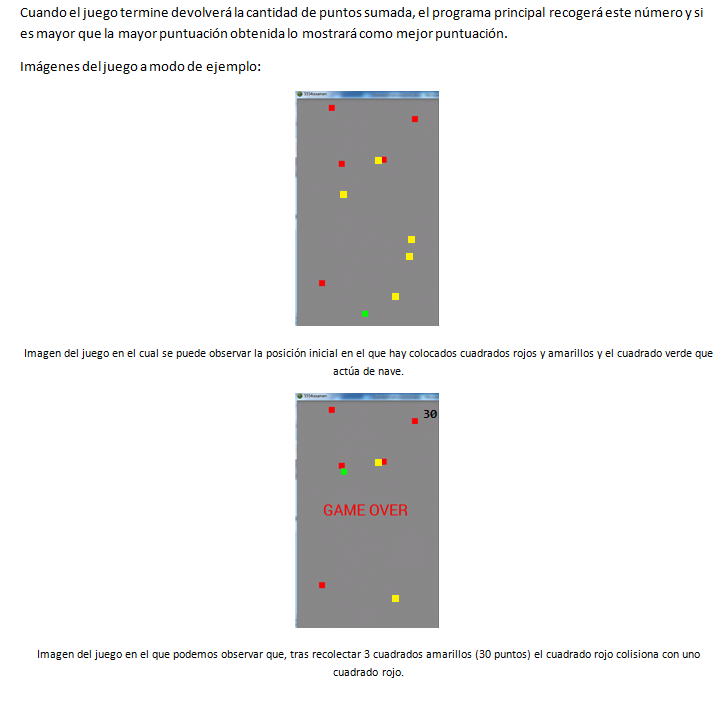 Cuando el juego termine devolverá la cantidad de puntos sumada, el programa principal recogerá este número y si
es mayor que la mayor puntuación obtenida lo mostrará como mejor puntuación.
Imágenes del juego a modo de ejemplo:
Imagen del juego en el cual se puede observar la posición inicial en el que hay colocados cuadrados rojos y amarillos y el cuadrado verde que
actúa de nave.
30
GAME OVER
Imagen del juego en el que podemos observar que, tras recolectar 3 cuadrados amarillos (30 puntos) el cuadrado rojo colisiona con uno
cuadrado rojo.